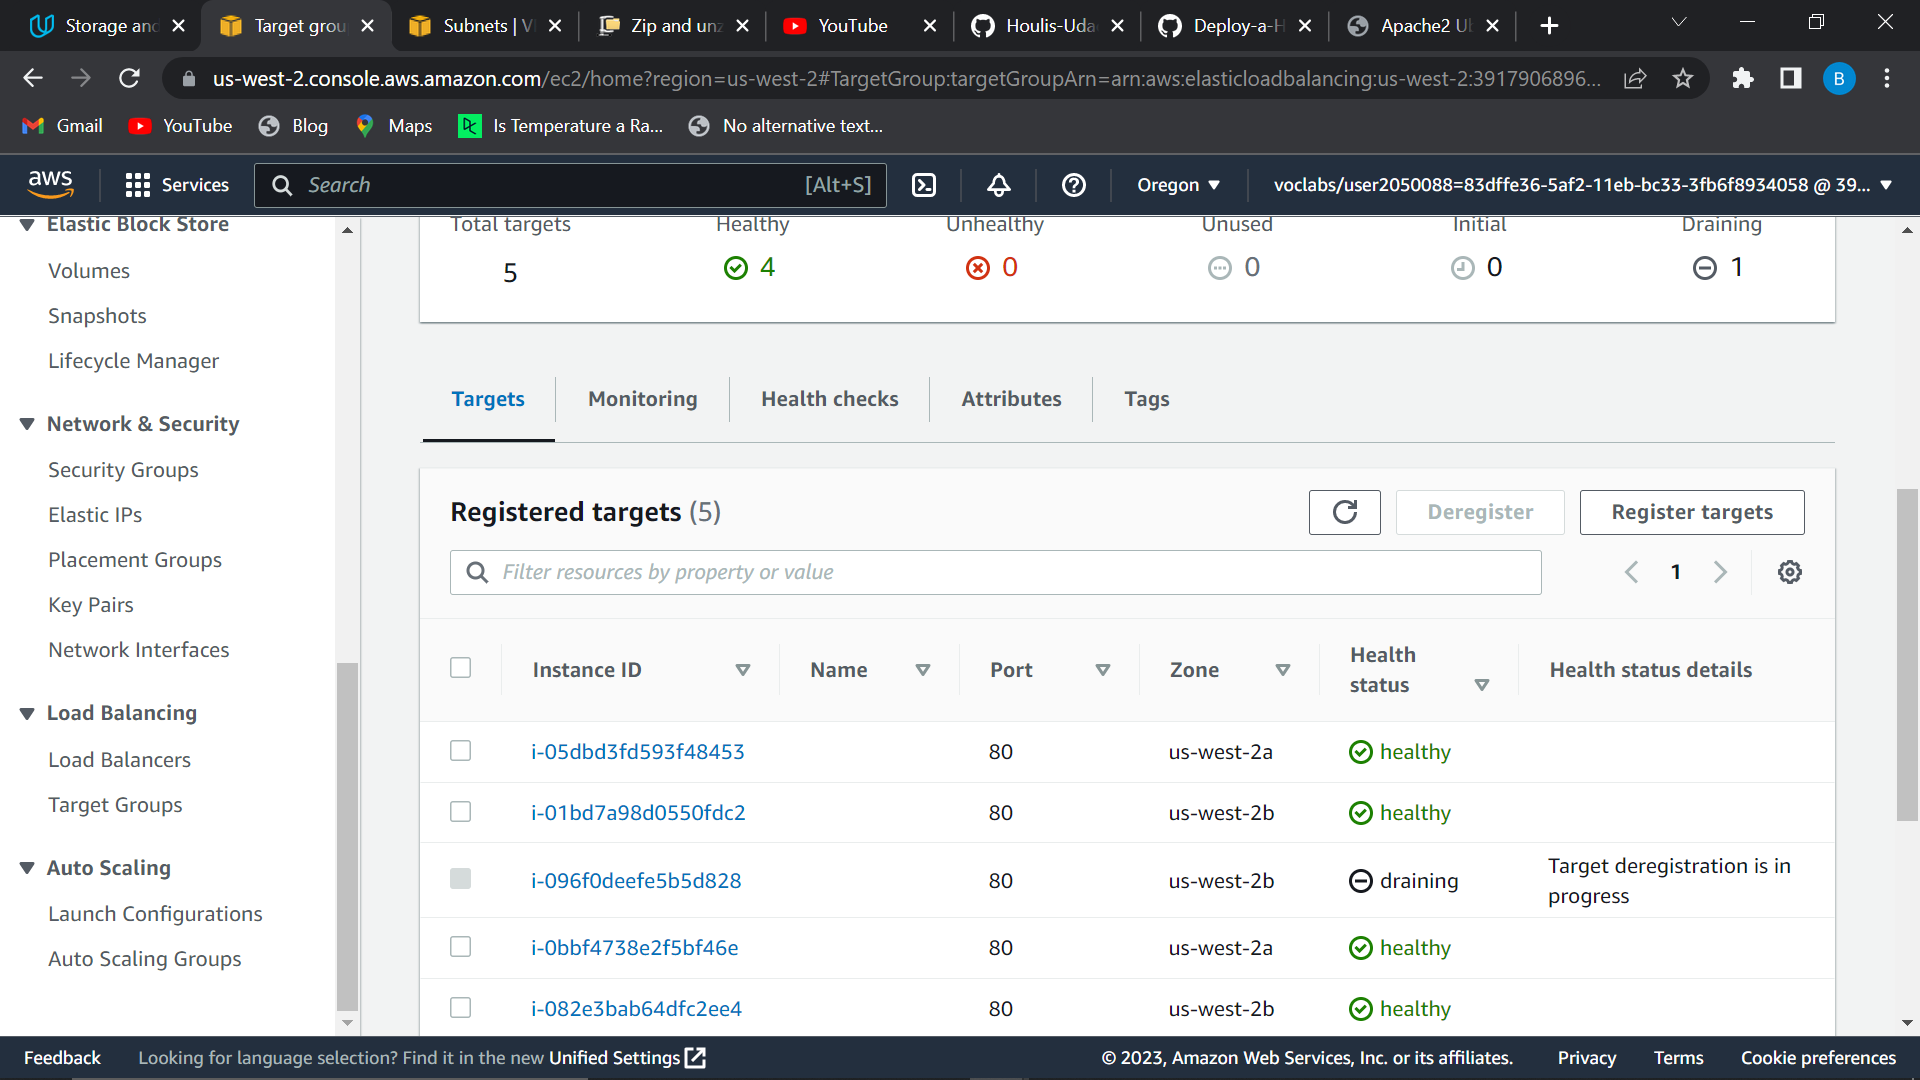 Storage and
Target grou
Subnets | V
Zip and unz
YouTube
Houlis-Uda
Deploy-a-H
Apache2 Ub
us-west-2.console.aws.amazon.com/ec2/home?region=us-west-2#TargetGroup:targetGroupArn=arn:aws:elasticloadbalancing:us-west-2:3917906896...
B
Gmail
YouTube
Blog
Maps
Is Temperature a Ra...
No alternative text...
aws
Services
Search
[Alt+S]
Oregon
voclabs/user2050088=83dffe36-5af2-11eb-bc33-3fb6f8934058 @ 39...
Elastic Block Store
Volumes
Snapshots
Lifecycle Manager
Network & Security
Security Groups
Elastic IPs
Placement Groups
Key Pairs
Network Interfaces
Load Balancing
Load Balancers
Target Groups
Auto Scaling
Launch Configurations
Auto Scaling Groups
Total targets
5
Healthy
4
Unhealthy
0
Unused
0
Initial
0
Draining
1
Targets
Monitoring
Health checks
Attributes
Tags
Registered targets (5)
Deregister
Register targets
Filter resources by property or value
1
Instance ID
Name
Port
Zone
Health
status
Health status details
i-05dbd3fd593f48453
80
us-west-2a
healthy
i-01bd7a98d0550fdc2
80
us-west-2b
healthy
i-096f0deefe5b5d828
80
us-west-2b
draining
Target deregistration is in
progress
i-0bbf4738e2f5bf46e
80
us-west-2a
healthy
i-082e3bab64dfc2ee4
80
us-west-2b
healthy
Feedback
Looking for language selection? Find it in the new Unified Settings
© 2023, Amazon Web Services, Inc. or its affiliates.
Privacy
Terms
Cookie preferences